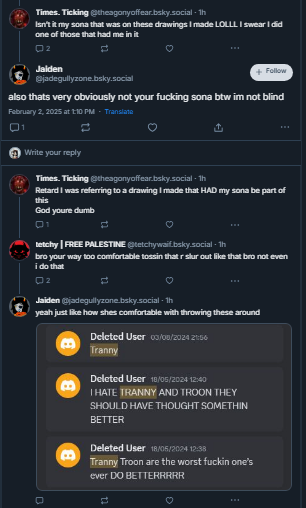 Times. Ticking @theagonyoffear.bsky.social · 1h
Isn't it my sona that was on these drawings I made LOLLL I swear I did
one of those that had me in it
2
Jaiden
@jadegullyzone.bsky.social
+ Follow
also thats very obviously not your fucking sona btw im not blind
February 2, 2025 at 1:10 PM · Translate
1
Write your reply
Times. Ticking @theagonyoffear.bsky.social · 1h
Retard I was referring to a drawing I made that HAD my sona be part of
this
God youre dumb
1
tetchy | FREE PALESTINE @tetchywaif.bsky.social · 1h
bro your way too comfortable tossin that r slur out like that bro not even
i do that
2
Jaiden @jadegullyzone.bsky.social · 1h
yeah just like how shes comfortable with throwing these around
Deleted User 03/08/2024 21:56
Tranny
Deleted User 18/05/2024 12:40
I HATE TRANNY AND TROON THEY
SHOULD HAVE THOUGHT SOMETHIN
BETTER
Deleted User 18/05/2024 12:38
Tranny Troon are the worst fuckin one's
ever DO BETTERRRRR